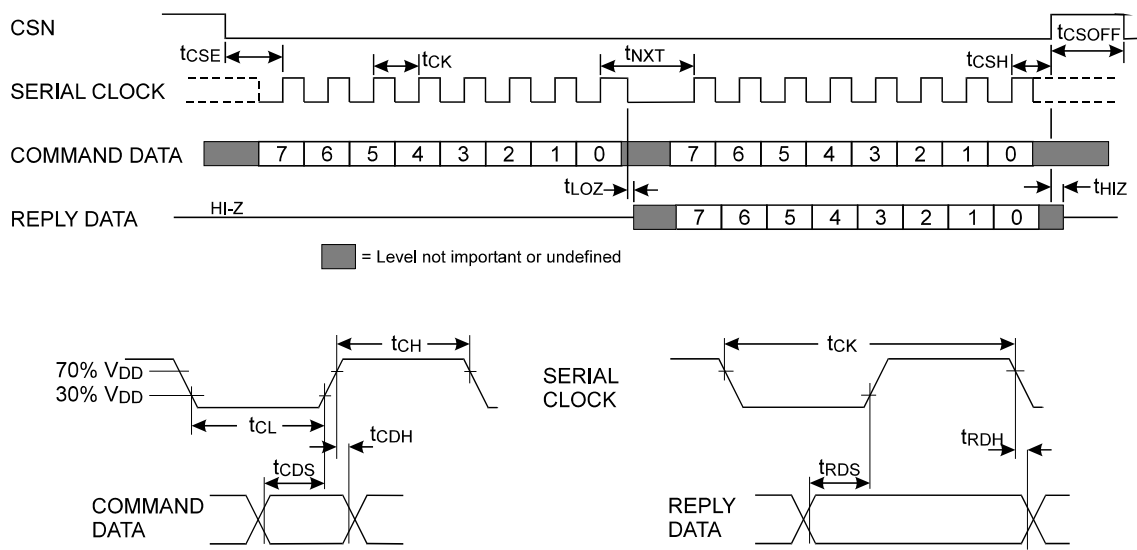 CSN
tCSE
tCK
tNXT
tCSH
tCSOFF
SERIAL CLOCK
COMMAND DATA
7 6 5 4 3 2 1 0
7 6 5 4 3 2 1 0
tLOZ
tHIZ
REPLY DATA
HI-Z
7 6 5 4 3 2 1 0
= Level not important or undefined
tCH
70% VDD
30% VDD
tCL
tCDH
tCDS
COMMAND
DATA
SERIAL
CLOCK
tCK
tRDH
tRDS
REPLY
DATA